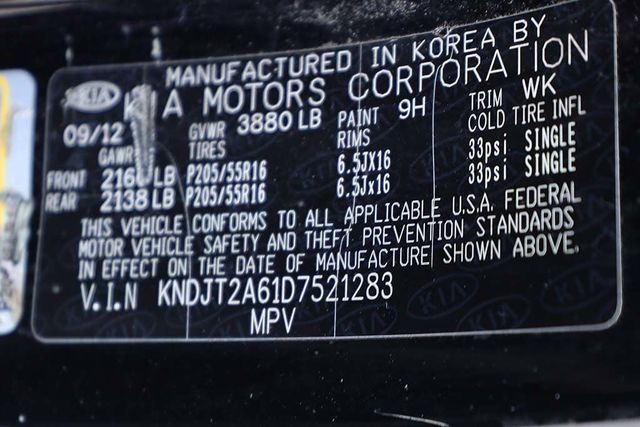 MANUFACTURED IN KOREA BY
KIA KIA MOTORS CORPORATION
09/12 GVWR 3880 LB PAINT 9H TRIM WK
GAWR TIRES RIMS COLD TIRE INFL
FRONT LB P205/55R16 6.5Jx16 33psi SINGLE
REAR 2138 LB P205/55R16 6.5Jx16 33psi SINGLE
THIS VEHICLE CONFORMS TO ALL APPLICABLE U.S.A. FEDERAL
MOTOR VEHICLE SAFETY AND THEFT PREVENTION STANDARDS
IN EFFECT ON THE DATE OF MANUFACTURE SHOWN ABOVE.
V.I.N KNDJT2A61D7521283
MPV